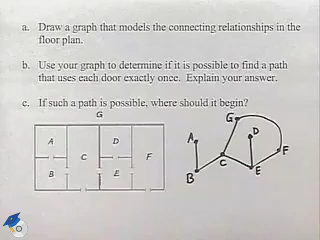 a. Draw a graph that models the connecting relationships in the
floor plan.
b. Use your graph to determine if it is possible to find a path
that uses each door exactly once. Explain your answer.
c. If such a path is possible, where should it begin?
G
A
D
C
F
B
E
G
D
A
F
C
E
B